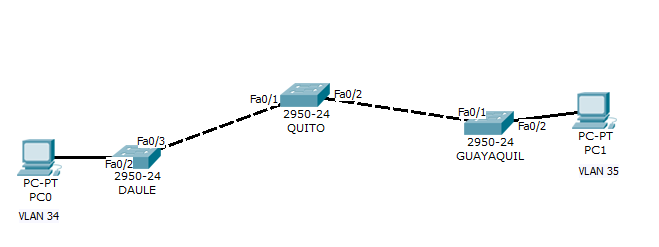 Fa0/1
Fa0/2
2950-24
QUITO
Fa0/3
Fa0/2
2950-24
DAULE
PC-PT
PC0
VLAN 34
Fa0/1
Fa0/2
2950-24
GUAYAQUIL
PC-PT
PC1
VLAN 35